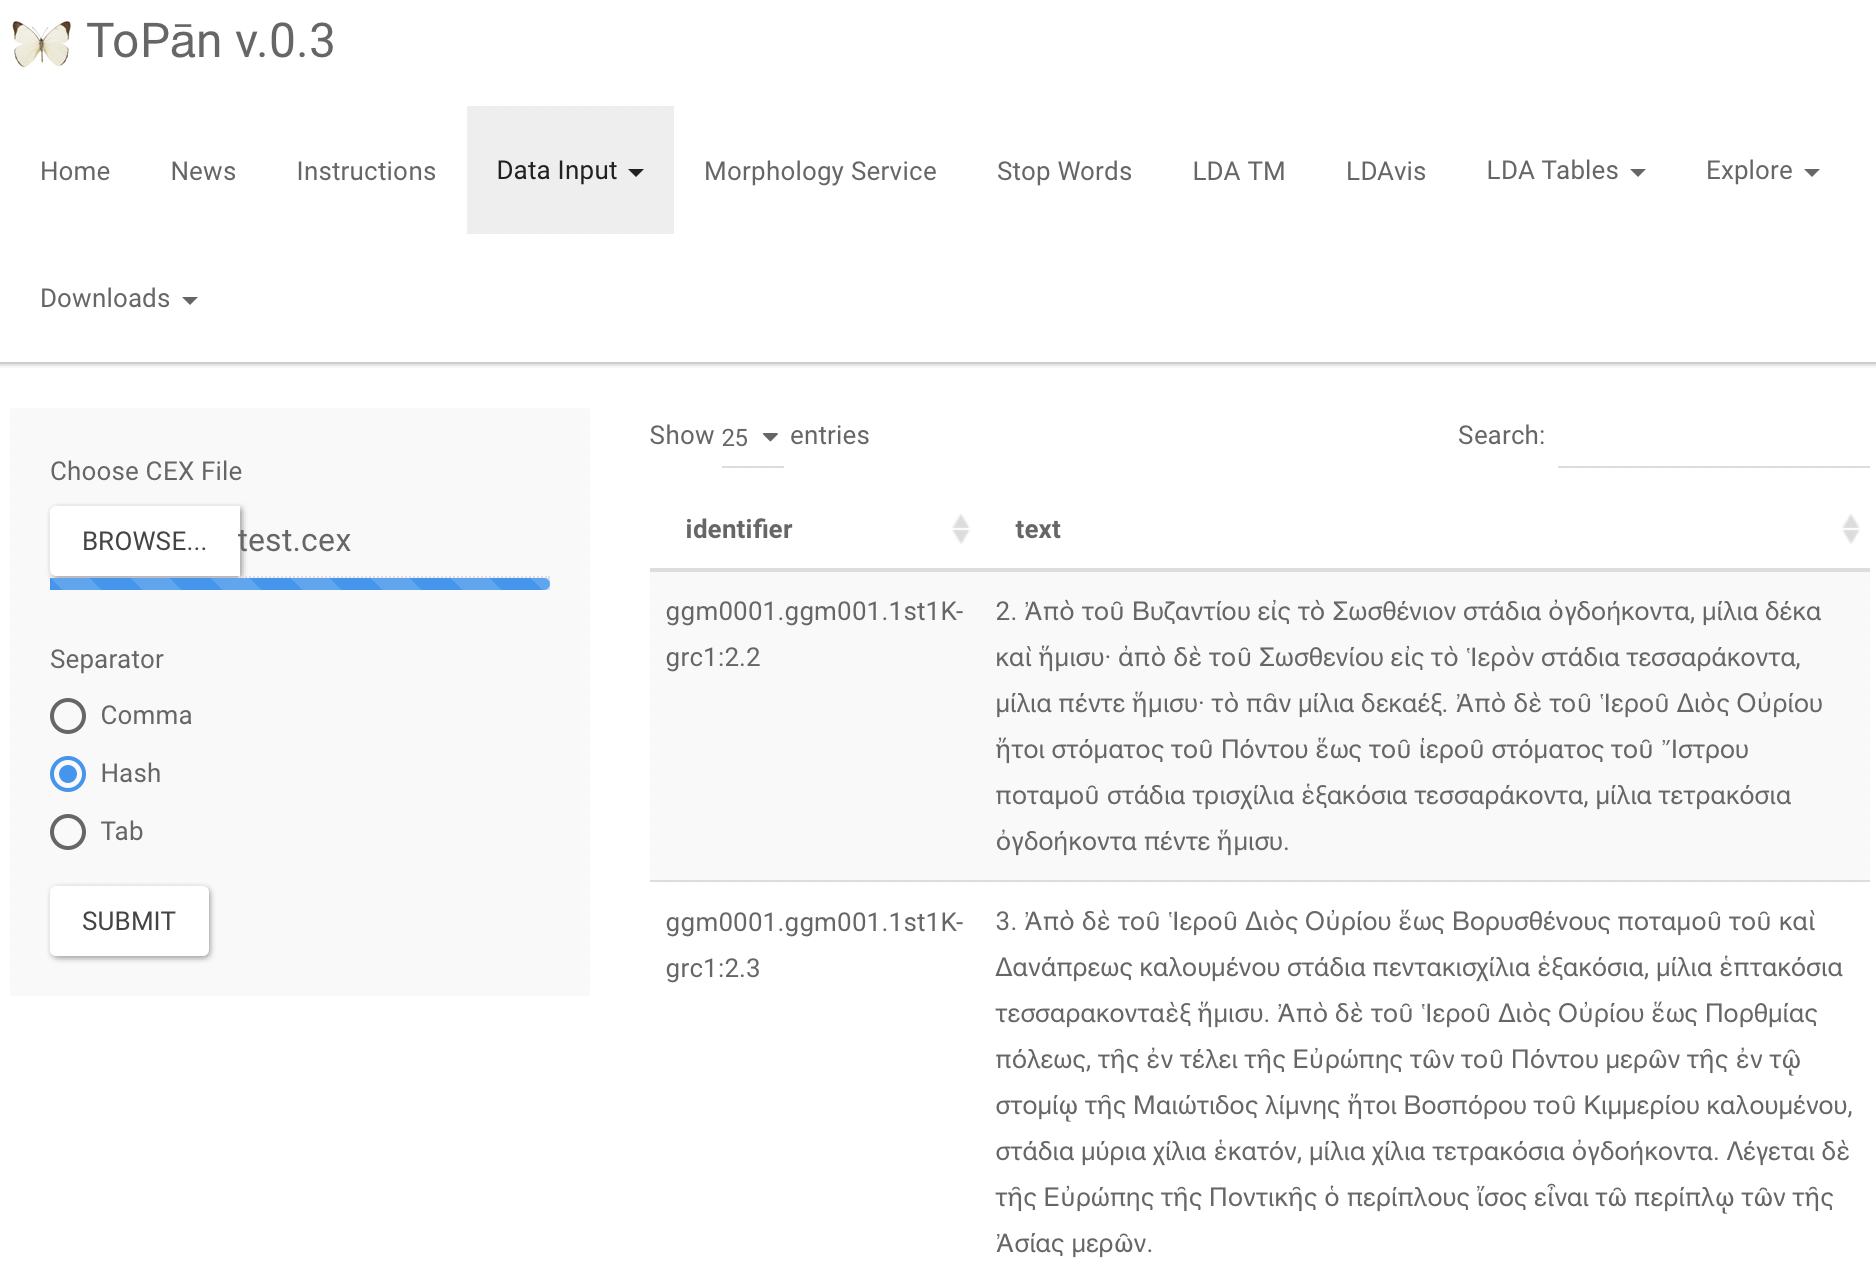 ToPān v.0.3
Home News Instructions Data Input Morphology Service Stop Words LDA TM LDAvis LDA Tables Explore
Downloads
Choose CEX File
BROWSE... test.cex
Separator
Comma
Hash
Tab
SUBMIT
Show 25 entries Search:
identifier text
ggm0001.ggm001.1st1K-
grc1:2.2
2. Ἀπὸ τοῦ Βυζαντίου εἰς τὸ Σωσθένιον στάδια ὀγδοήκοντα, μίλια δέκα
καὶ ἥμισυ· ἀπὸ δὲ τοῦ Σωσθενίου εἰς τὸ Ἱερὸν στάδια τεσσαράκοντα,
μίλια πέντε ἥμισυ· τὸ πᾶν μίλια δεκαέξ. Ἀπὸ δὲ τοῦ Ἱεροῦ Διὸς Οὐρίου
ἤτοι στόματος τοῦ Πόντου ἕως τοῦ ἱεροῦ στόματος τοῦ Ἴστρου
ποταμοῦ στάδια τρισχίλια ἑξακόσια τεσσαράκοντα, μίλια τετρακόσια
ὀγδοήκοντα πέντε ἥμισυ.
ggm0001.ggm001.1st1K-
grc1:2.3
3. Ἀπὸ δὲ τοῦ Ἱεροῦ Διὸς Οὐρίου ἕως Βορυσθένους ποταμοῦ τοῦ καὶ
Δανάπρεως καλουμένου στάδια πεντακισχίλια ἑξακόσια, μίλια ἑπτακόσια
τεσσαρακονταὲξ ἥμισυ. Ἀπὸ δὲ τοῦ Ἱεροῦ Διὸς Οὐρίου ἕως Πορθμίας
πόλεως, τῆς ἐν τέλει τῆς Εὐρώπης τῶν τοῦ Πόντου μερῶν τῆς ἐν τῷ
στομίῳ τῆς Μαιώτιδος λίμνης ἤτοι Βοσπόρου τοῦ Κιμμερίου καλουμένου,
στάδια μύρια χίλια ἑκατόν, μίλια χίλια τετρακόσια ὀγδοήκοντα. Λέγεται δὲ
τῆς Εὐρώπης τῆς Ποντικῆς ὁ περίπλους ἴσος εἶναι τῶ περίπλῳ τῶν τῆς
Ἀσίας μερῶν.